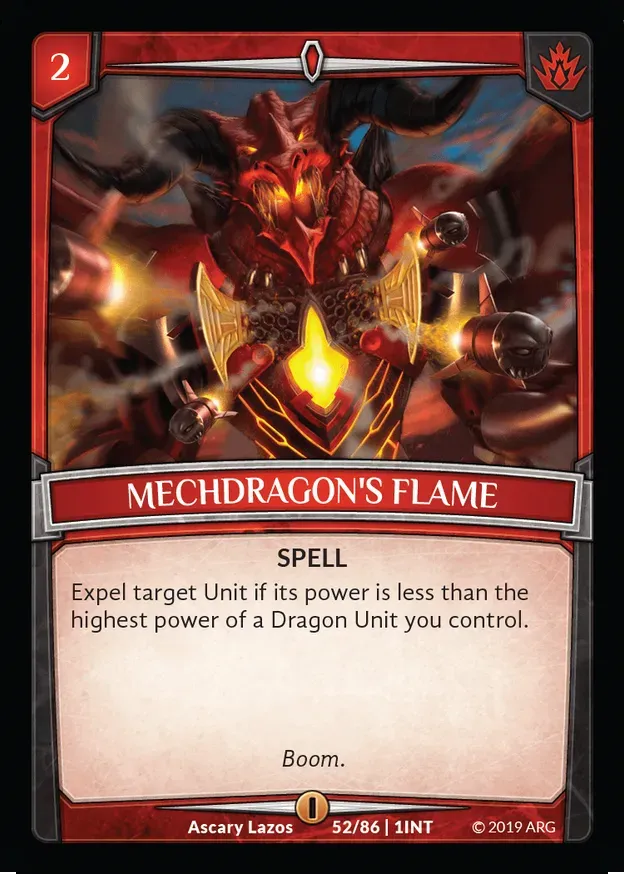 2
MECHDRAGON'S FLAME
SPELL
Expel target Unit if its power is less than the
highest power of a Dragon Unit you control.
Boom.
I
Ascary Lazos 52/86 | 1INT © 2019 ARG